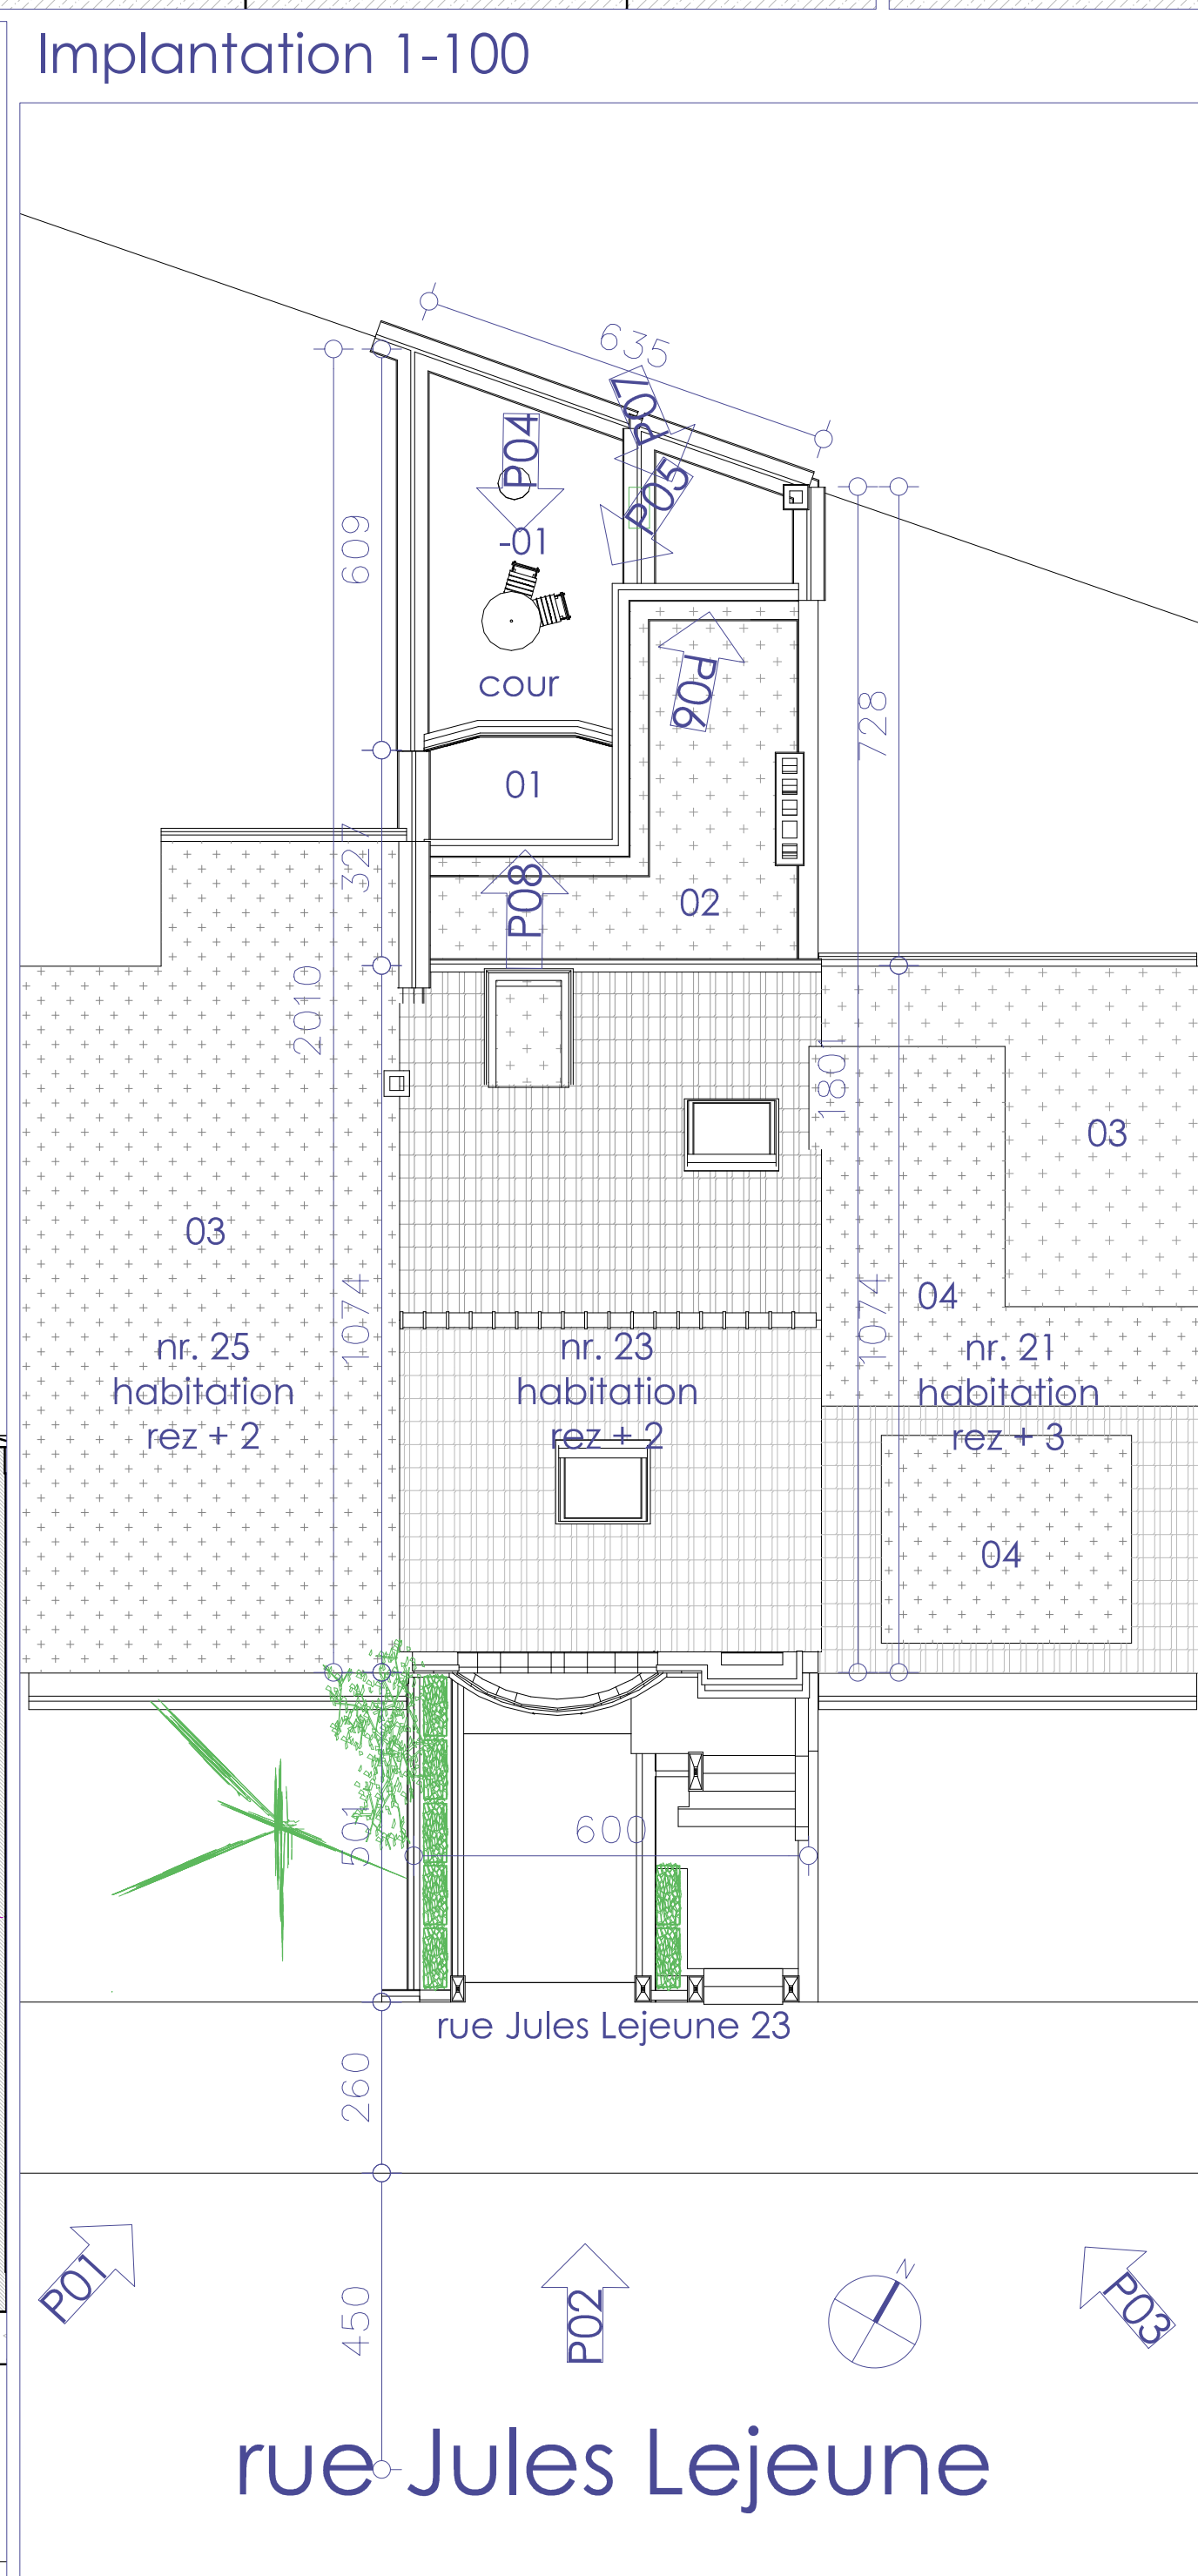 Implantation 1-100
635
P07
P04
P05
-01
609
cour
P06
728
01
327
P08
02
2010
1801
03
03
04
1074
1074
nr. 25
habitation
rez + 2
nr. 23
habitation
rez + 2
nr. 21
habitation
rez + 3
04
501
600
rue Jules Lejeune 23
260
N
P01
P02
P03
450
rue Jules Lejeune